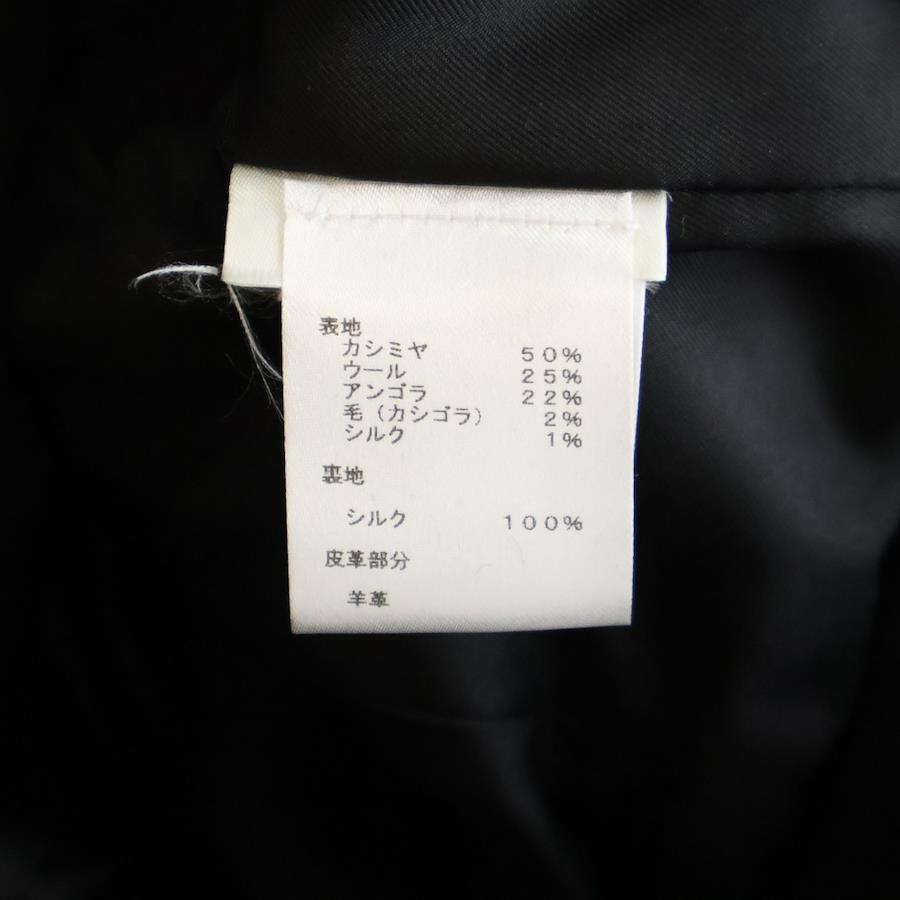 表地
カシミヤ 50%
ウール 25%
アンゴラ 22%
毛(カシゴラ) 2%
シルク 1%
裏地
シルク 100%
皮革部分
羊革